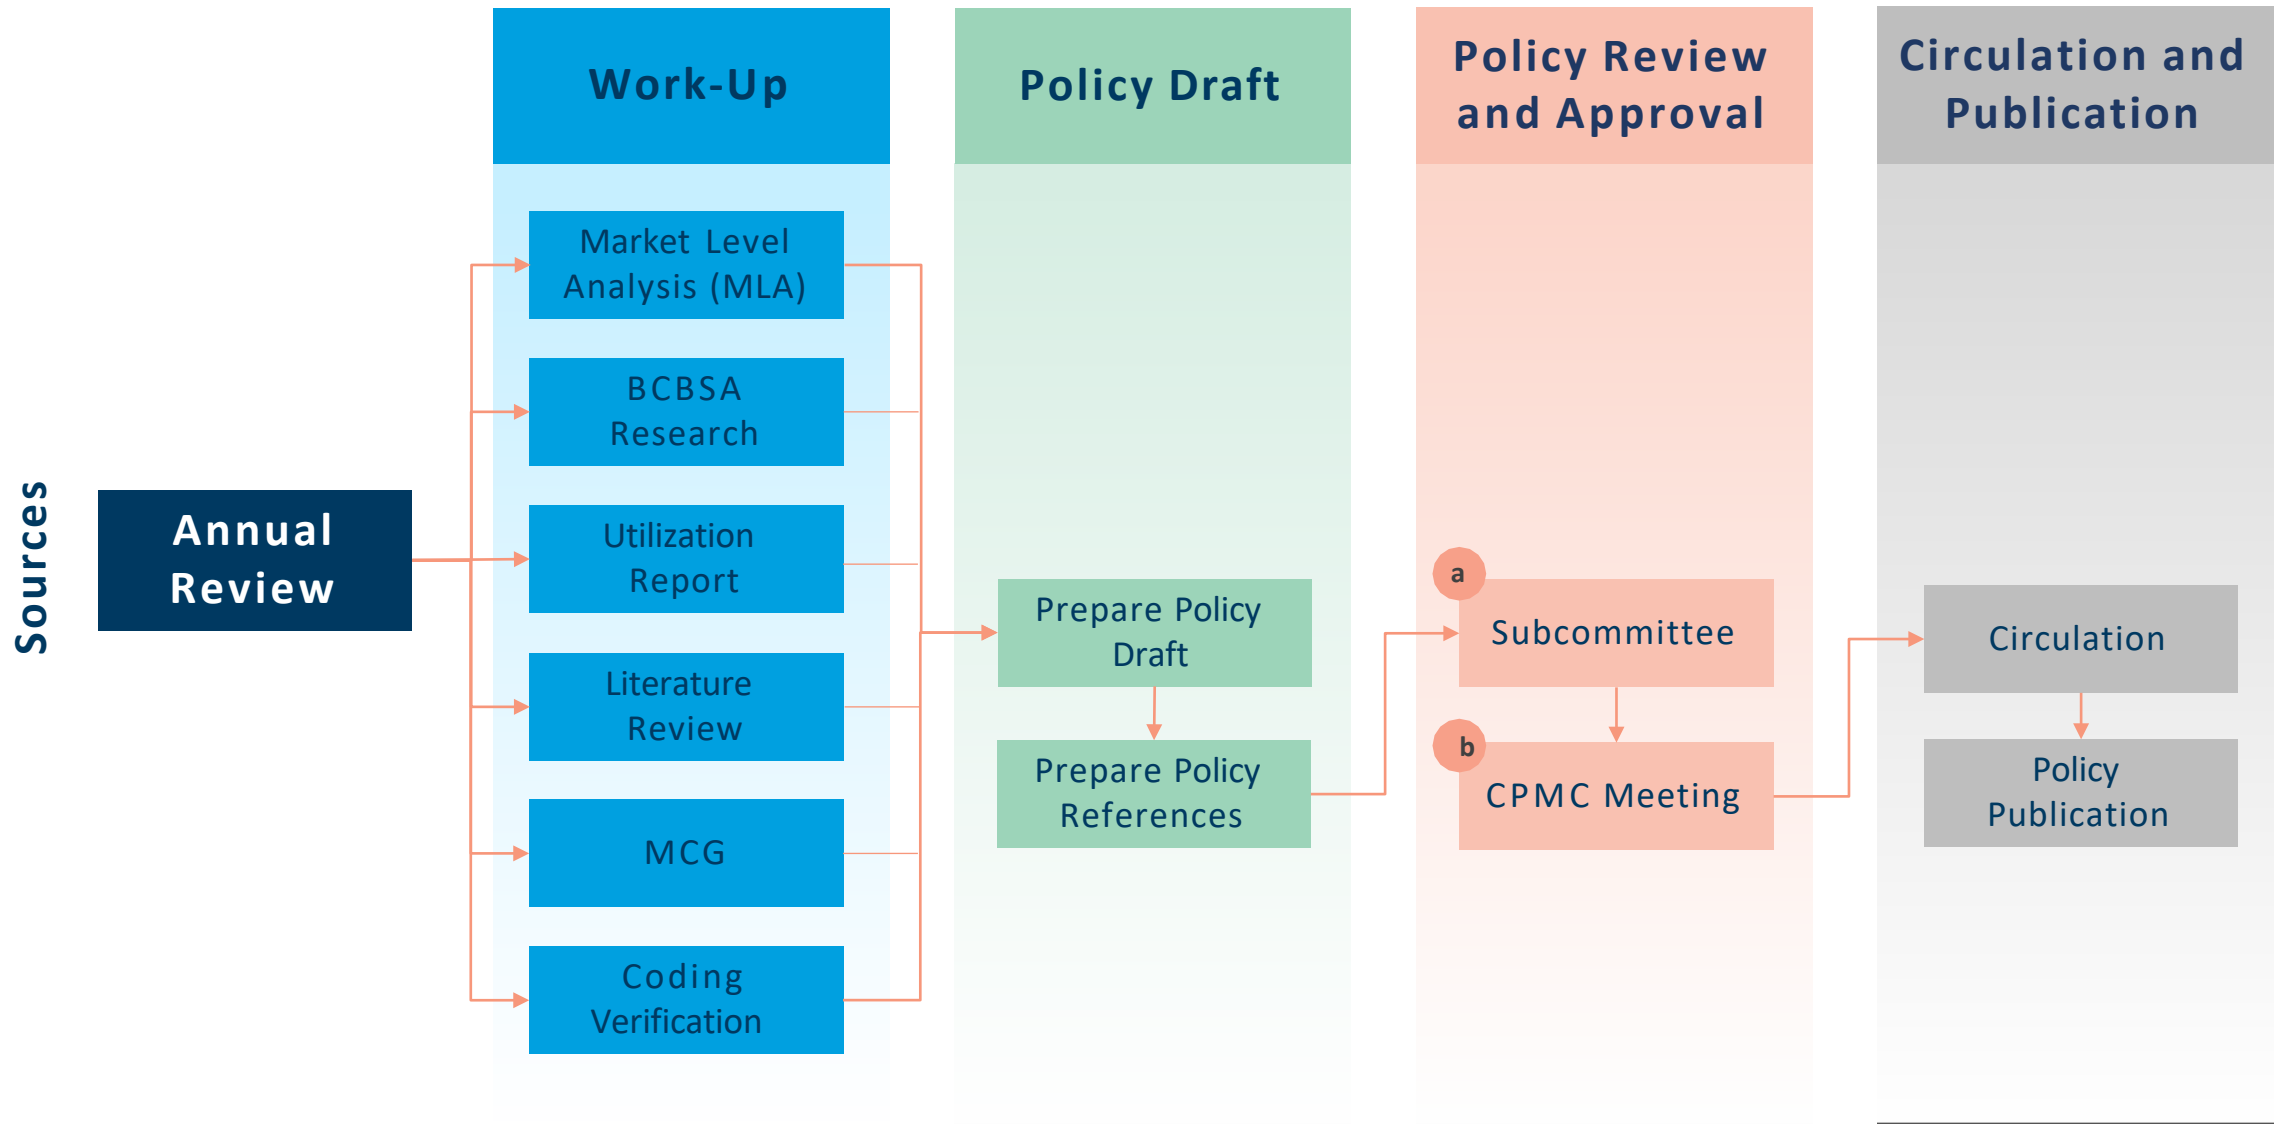 Work-Up
Policy Draft
Policy Review
and Approval
Circulation and
Publication
Sources
Annual
Review
Market Level
Analysis (MLA)
BCBSA
Research
Utilization
Report
Literature
Review
MCG
Coding
Verification
Prepare Policy
Draft
Prepare Policy
References
a
Subcommittee
b
CPMC Meeting
Circulation
Policy
Publication